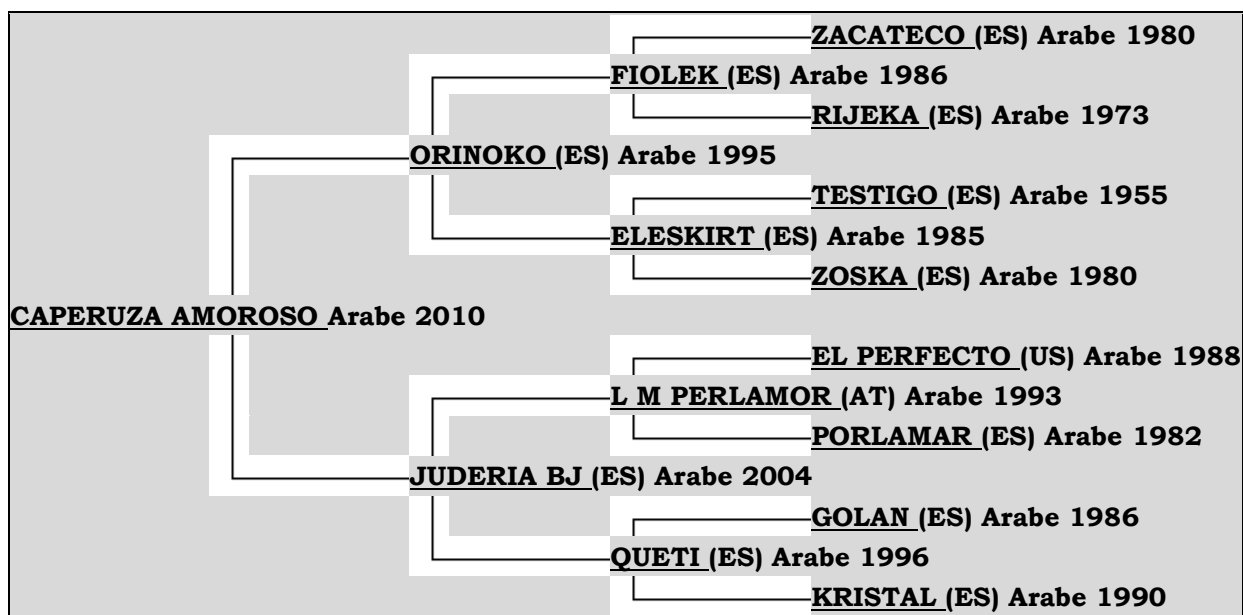 ZACATECO (ES) Arabe 1980
FIOLEK (ES) Arabe 1986
RIJEKA (ES) Arabe 1973
ORINOKO (ES) Arabe 1995
TESTIGO (ES) Arabe 1955
ELESKIRT (ES) Arabe 1985
ZOSKA (ES) Arabe 1980
CAPERUZA AMOROSO Arabe 2010
EL PERFECTO (US) Arabe 1988
L M PERLAMOR (AT) Arabe 1993
PORLAMAR (ES) Arabe 1982
JUDERIA BJ (ES) Arabe 2004
GOLAN (ES) Arabe 1986
QUETI (ES) Arabe 1996
KRISTAL (ES) Arabe 1990